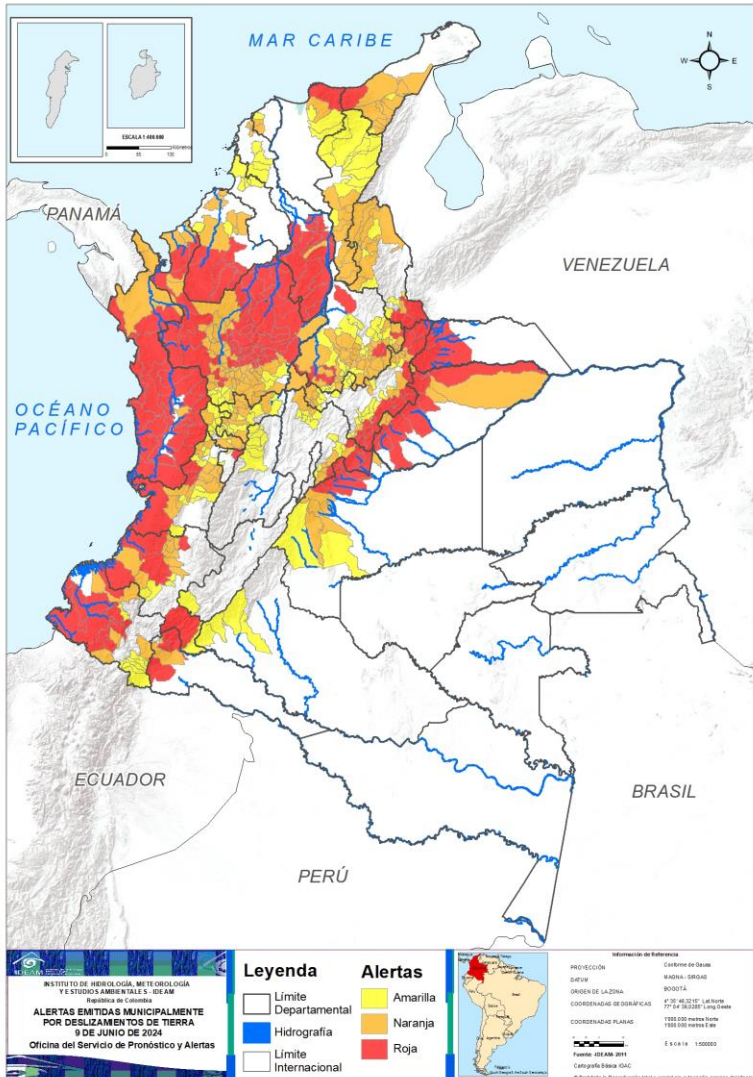 MAR CARIBE
N
W E
S
ESCALA 1:400.000
PANAMÁ
VENEZUELA
OCÉANO
PACÍFICO
ECUADOR
BRASIL
PERÚ
IDEAM
INSTITUTO DE HIDROLOGÍA, METEOROLOGÍA
Y ESTUDIOS AMBIENTALES - IDEAM
República de Colombia
ALERTAS EMITIDAS MUNICIPALMENTE
POR DESLIZAMIENTOS DE TIERRA
9 DE JUNIO DE 2024
Oficina del Servicio de Pronóstico y Alertas
Leyenda
Límite
Departamental
Hidrografía
Límite
Internacional
Alertas
Amarilla
Naranja
Roja
Información de Referencia
PROYECCIÓN Conforme de Gauss
DATUM MAGNA - SIRGAS
ORIGEN DE LA ZONA BOGOTÁ
COORDENADAS GEOGRÁFICAS
COORDENADAS PLANAS 1'000.000 metros Norte
1'000.000 metros Este
Fuente: IDEAM- 2011
Cartografía Básica IGAC